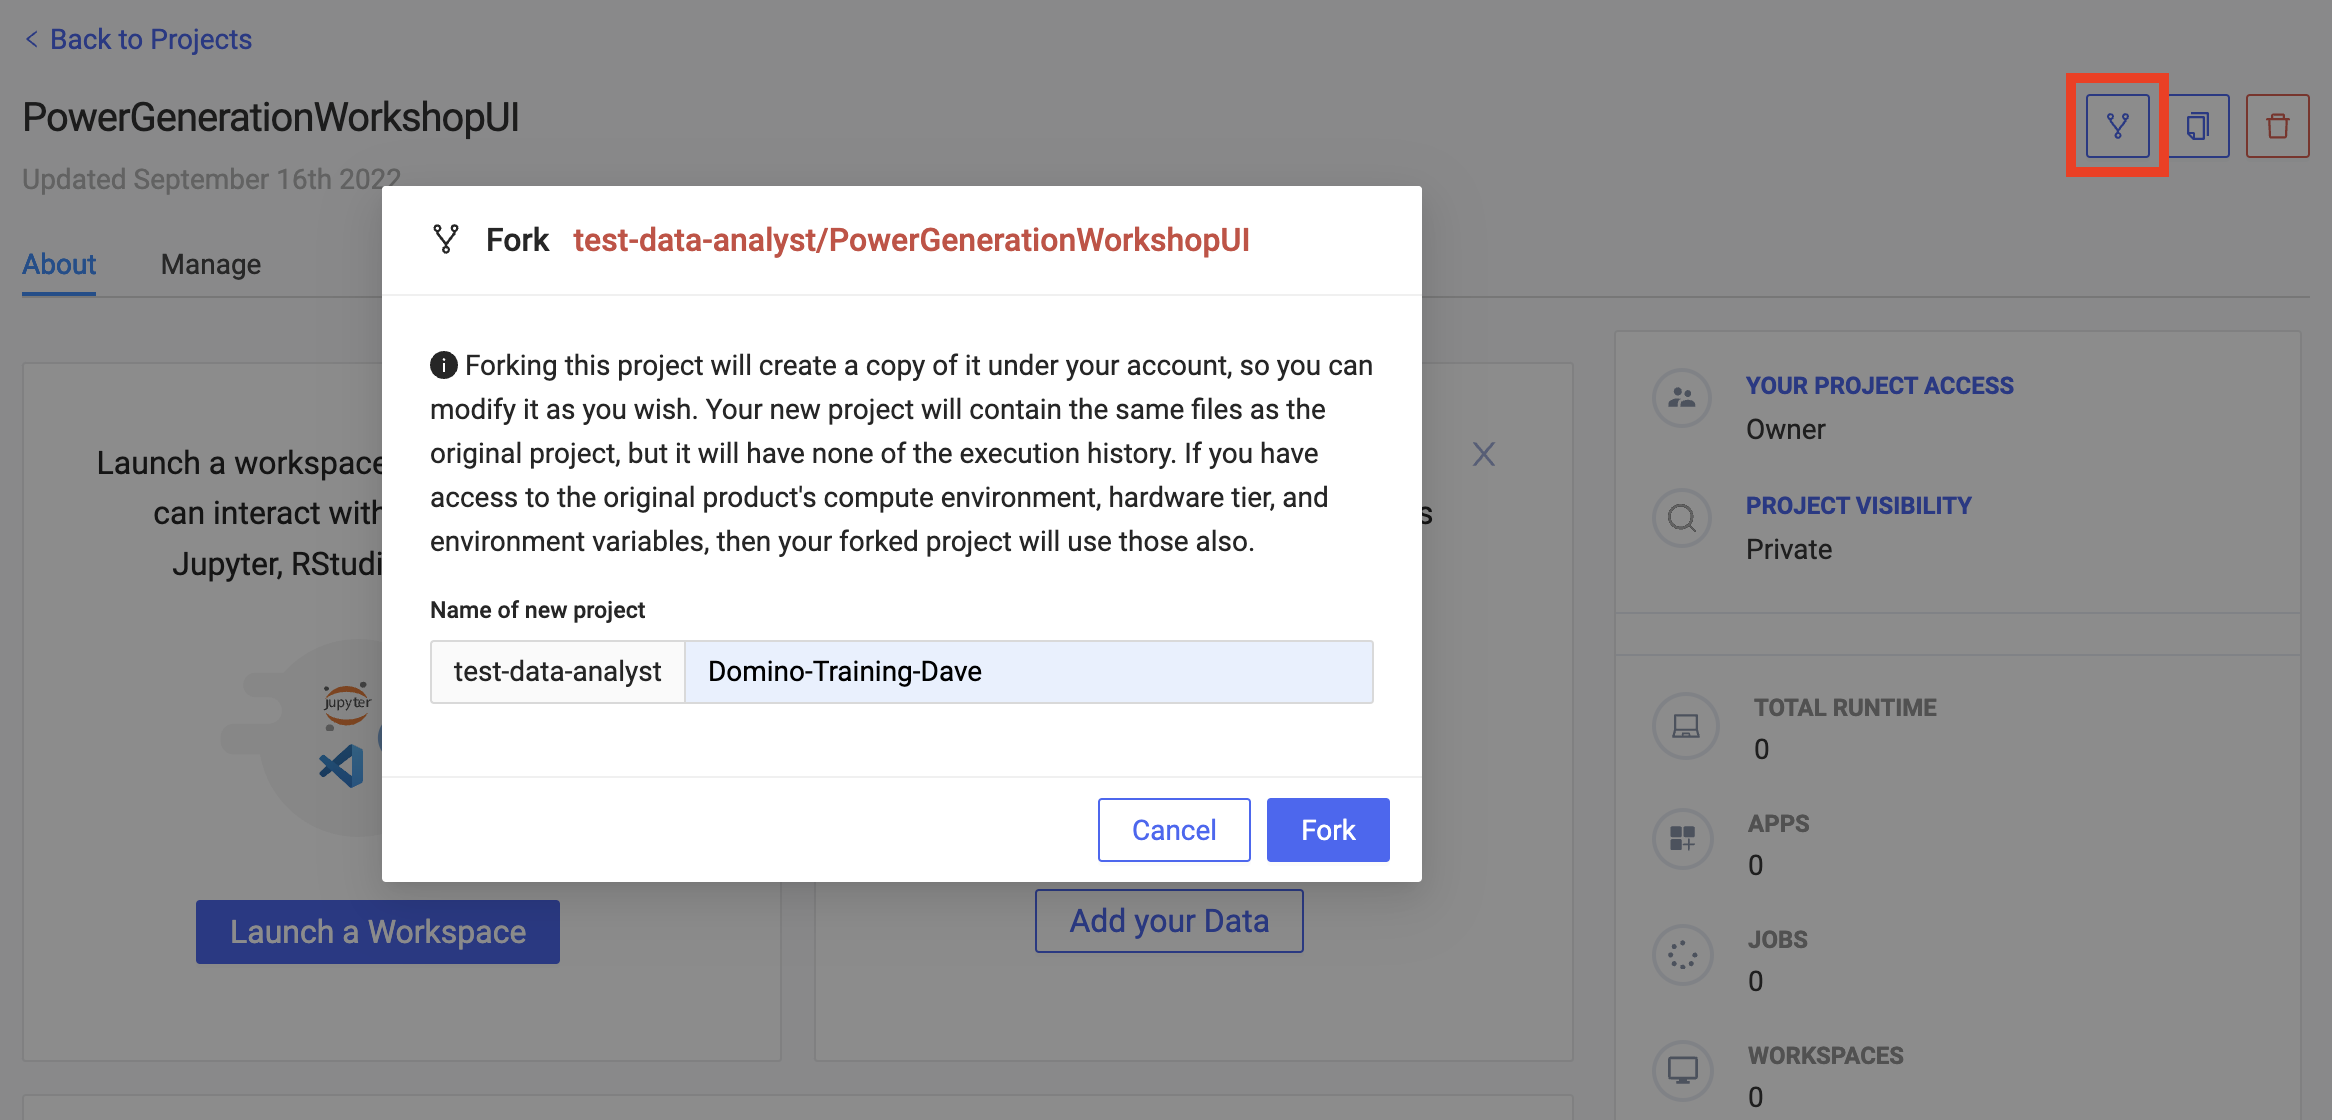 Back to Projects
PowerGenerationWorkshopUI
Updated September 16th 2022
About
Manage
Fork test-data-analyst/PowerGenerationWorkshopUI
Forking this project will create a copy of it under your account, so you can
modify it as you wish. Your new project will contain the same files as the
original project, but it will have none of the execution history. If you have
access to the original product's compute environment, hardware tier, and
environment variables, then your forked project will use those also.
Name of new project
test-data-analyst
Domino-Training-Dave
Cancel
Fork
Launch a workspace
can interact with
Jupyter, RStudi
jupyter
Launch a Workspace
s
Add your Data
YOUR PROJECT ACCESS
Owner
PROJECT VISIBILITY
Private
TOTAL RUNTIME
0
APPS
0
JOBS
0
WORKSPACES
0